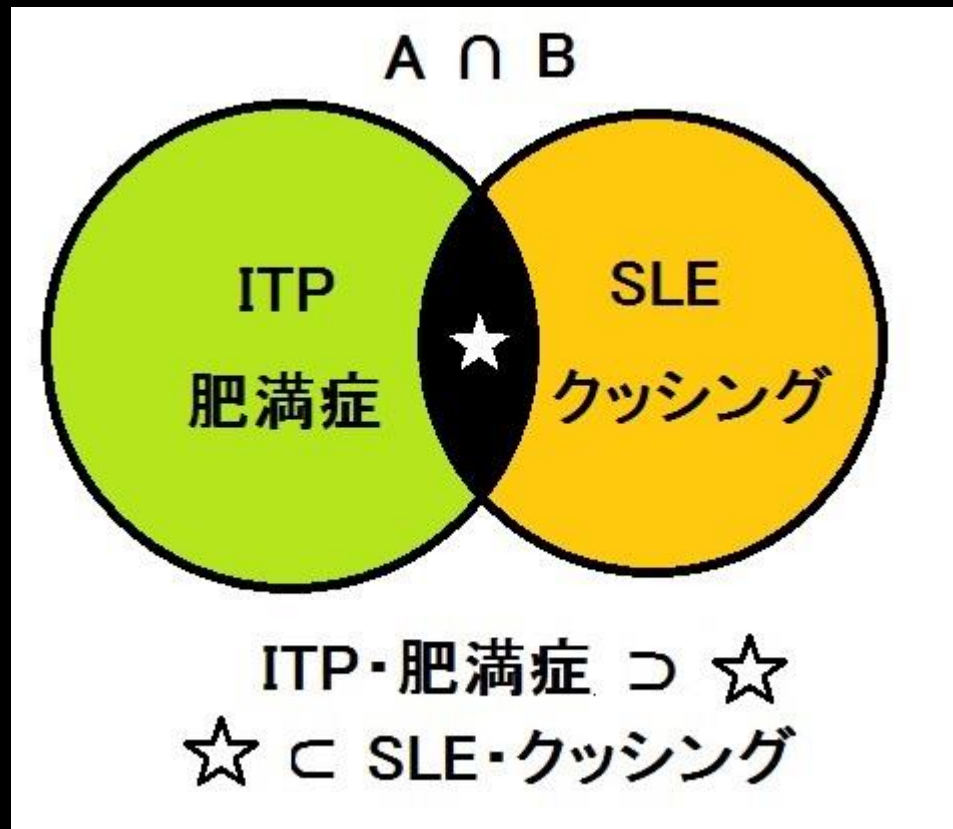 A ∩ B
ITP
肥満症
★
SLE
クッシング
ITP・肥満症 ⊃ ☆
☆ ⊂ SLE・クッシング